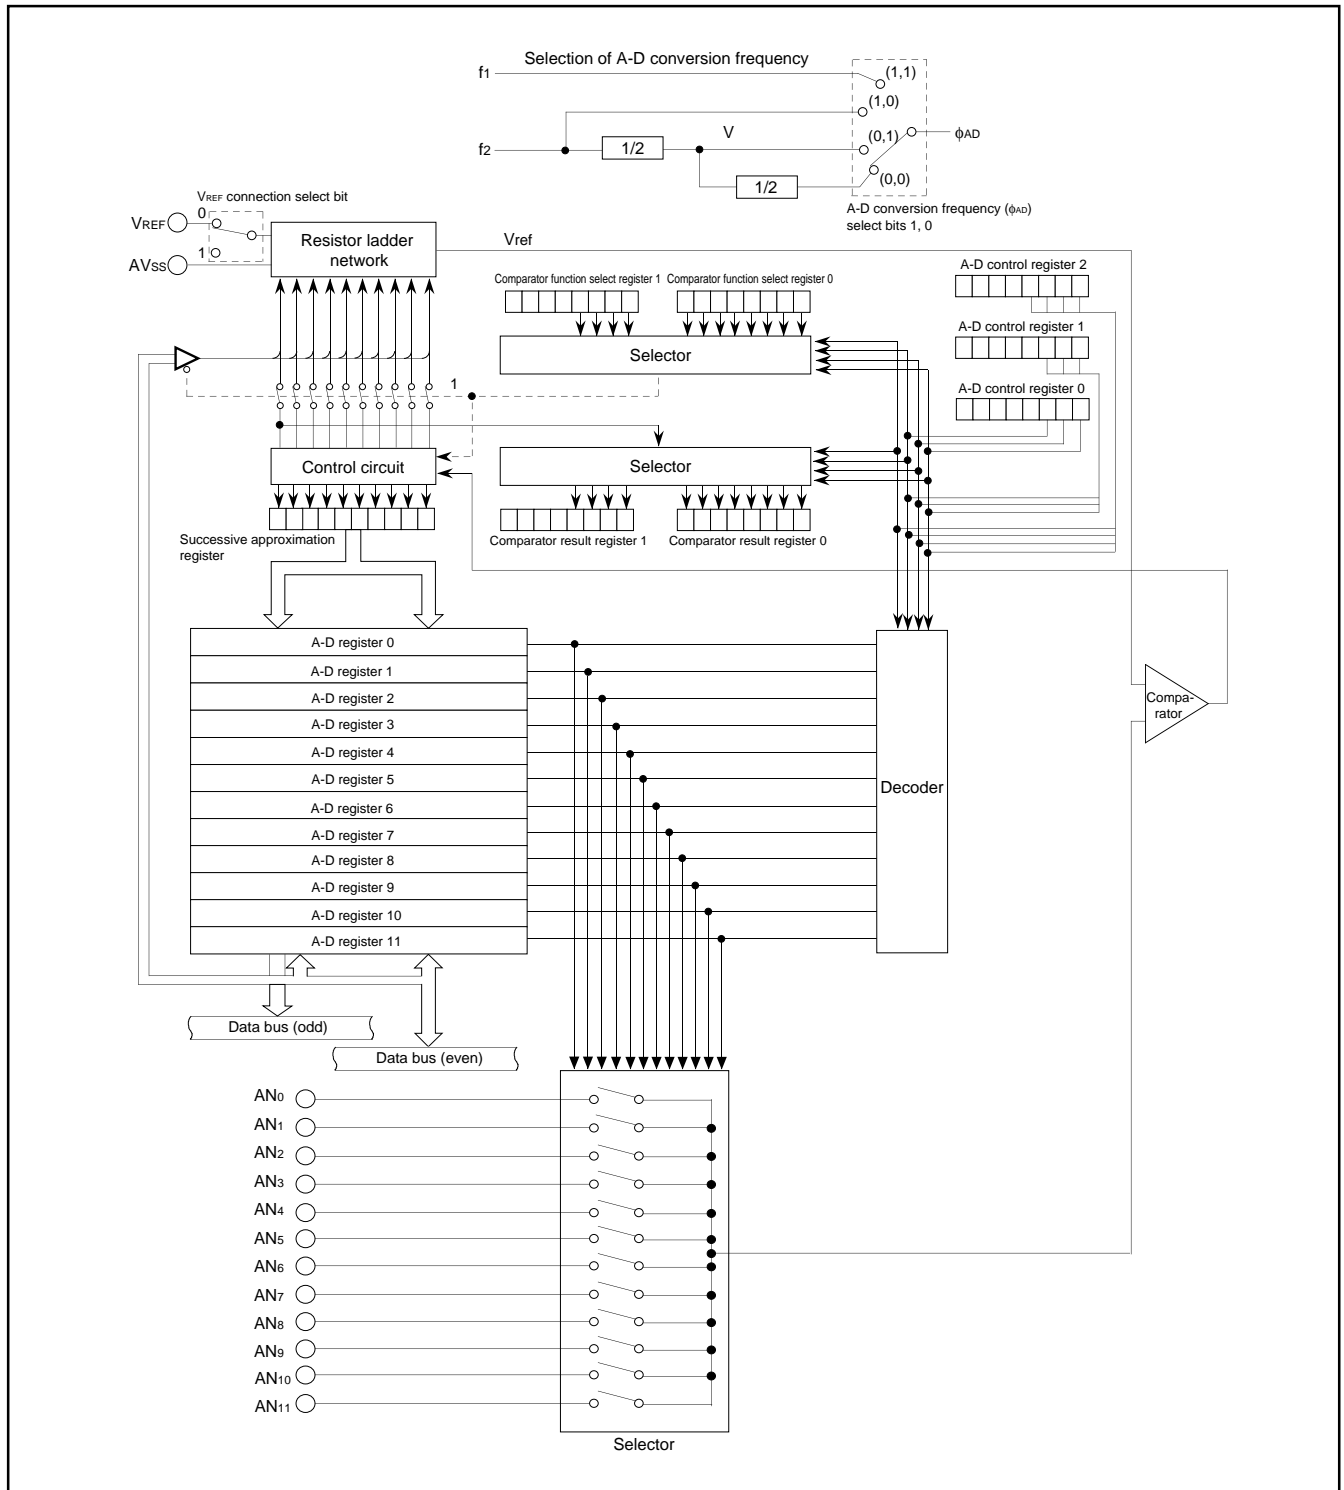 Selection of A-D conversion frequency
f1
(1,1)
(1,0)
V
(0,1)
ϕAD
f2
1/2
1/2
(0,0)
A-D conversion frequency (ϕAD)
select bits 1, 0
VREF connection select bit
VREF
0
1
AVSS
Resistor ladder
network
Vref
Comparator function select register 1
Comparator function select register 0
A-D control register 2
A-D control register 1
A-D control register 0
Selector
1
Control circuit
Selector
Successive approximation
register
Comparator result register 1
Comparator result register 0
A-D register 0
A-D register 1
A-D register 2
A-D register 3
A-D register 4
A-D register 5
A-D register 6
A-D register 7
A-D register 8
A-D register 9
A-D register 10
A-D register 11
Decoder
Compa-
rator
Data bus (odd)
Data bus (even)
AN0
AN1
AN2
AN3
AN4
AN5
AN6
AN7
AN8
AN9
AN10
AN11
Selector